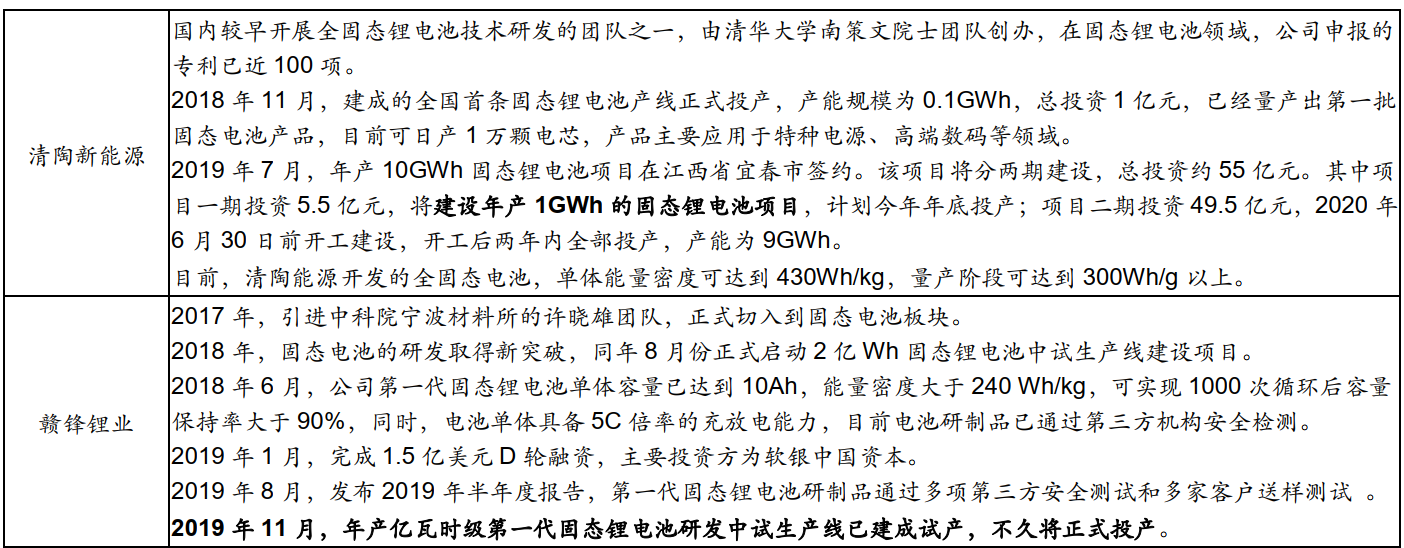 清陶新能源
国内较早开展全固态锂电池技术研发的团队之一，由清华大学南策文院士团队创办，在固态锂电池领域，公司申报的
专利已近 100 项。
2018 年 11 月，建成的全国首条固态锂电池产线正式投产，产能规模为 0.1GWh，总投资 1 亿元，已经量产出第一批
固态电池产品，目前可日产 1 万颗电芯，产品主要应用于特种电源、高端数码等领域。
2019 年 7 月，年产 10GWh 固态锂电池项目在江西省宜春市签约。该项目将分两期建设，总投资约 55 亿元。其中项
目一期投资 5.5 亿元，将建设年产 1GWh 的固态锂电池项目，计划今年年底投产；项目二期投资 49.5 亿元，2020 年
6 月 30 日前开工建设，开工后两年内全部投产，产能为 9GWh。
目前，清陶能源开发的全固态电池，单体能量密度可达到 430Wh/kg，量产阶段可达到 300Wh/g 以上。
赣锋锂业
2017 年，引进中科院宁波材料所的许晓雄团队，正式切入到固态电池板块。
2018 年，固态电池的研发取得新突破，同年 8 月份正式启动 2 亿 Wh 固态锂电池中试生产线建设项目。
2018 年 6 月，公司第一代固态锂电池单体容量已达到 10Ah，能量密度大于 240 Wh/kg，可实现 1000 次循环后容量
保持率大于 90%，同时，电池单体具备 5C 倍率的充放电能力，目前电池研制品已通过第三方机构安全检测。
2019 年 1 月，完成 1.5 亿美元 D 轮融资，主要投资方为软银中国资本。
2019 年 8 月，发布 2019 年半年度报告，第一代固态锂电池研制品通过多项第三方安全测试和多家客户送样测试 。
2019 年 11 月，年产亿瓦时级第一代固态锂电池研发中试生产线已建成试产，不久将正式投产。